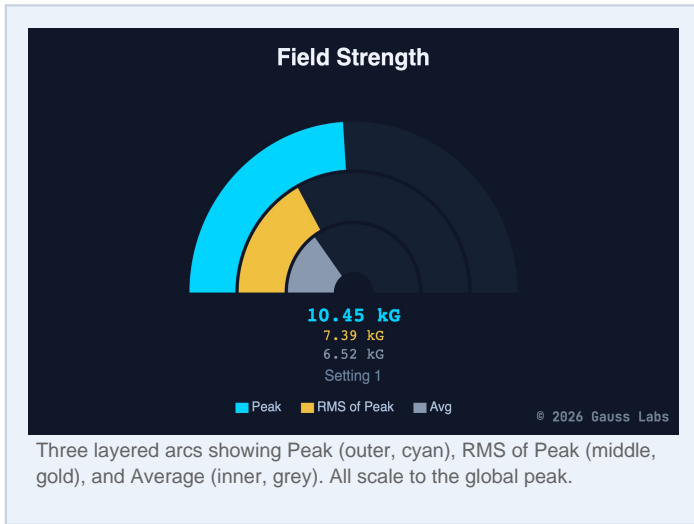 Field Strength
10.45 kG
7.39 kG
6.52 kG
Setting 1
Peak RMS of Peak Avg
© 2026 Gauss Labs
Three layered arcs showing Peak (outer, cyan), RMS of Peak (middle,
gold), and Average (inner, grey). All scale to the global peak.